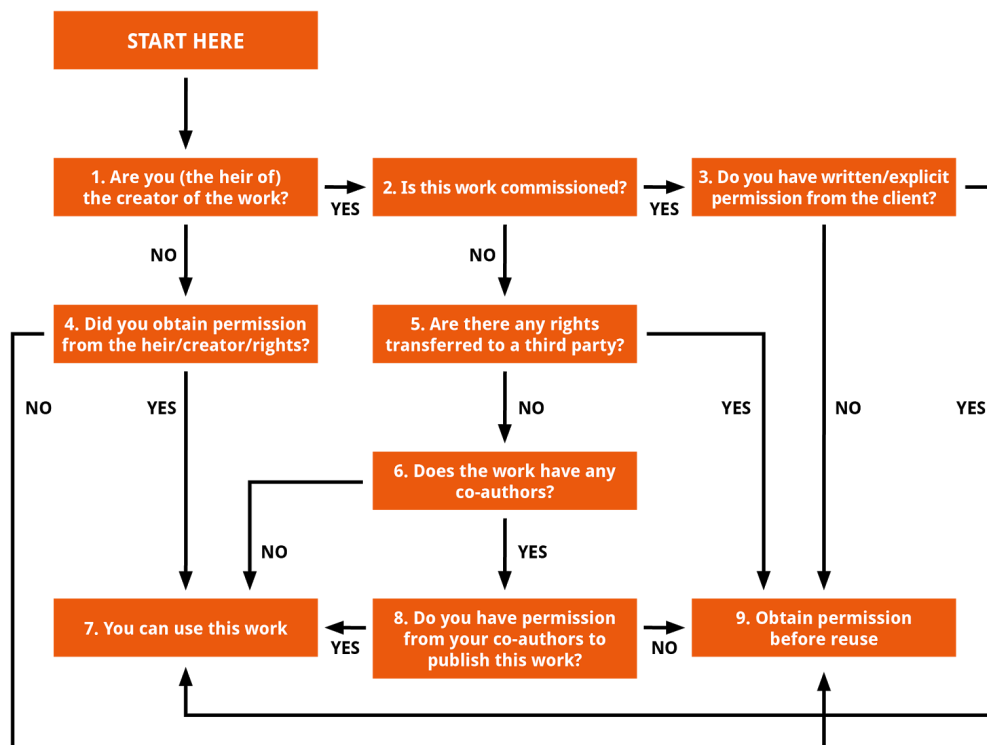 START HERE
1. Are you (the heir of)
the creator of the work?
YES
2. Is this work commissioned?
YES
3. Do you have written/explicit
permission from the client?
NO
NO
4. Did you obtain permission
from the heir/creator/rights?
5. Are there any rights
transferred to a third party?
NO
YES
NO
YES
NO
YES
6. Does the work have any
co-authors?
NO
YES
7. You can use this work
YES
8. Do you have permission
from your co-authors to
publish this work?
NO
9. Obtain permission
before reuse